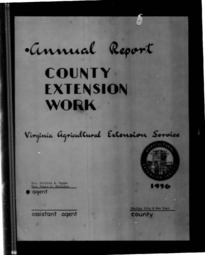 Annual Report
COUNTY
EXTENSION
WORK
Virginia Agricultural Extension Service
1956
agent
assistant agent
county